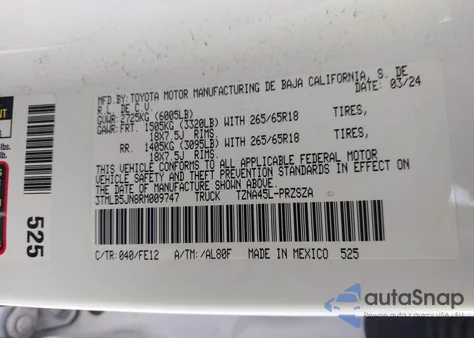 MFD.BY:TOYOTA MOTOR MANUFACTURING DE BAJA CALIFORNIA, S. DE
R L. DE C.V. DATE: 03/24
GVWR: 2725KG (6005LB)
GAWR: FRT. 1505KG (3320LB) WITH 265/65R18 TIRES,
18X7.5J RIMS
RR. 1405KG (3095LB) WITH 265/65R18 TIRES,
18X7.5J RIMS
THIS VEHICLE CONFORMS TO ALL APPLICABLE FEDERAL MOTOR
VEHICLE SAFETY AND THEFT PREVENTION STANDARDS IN EFFECT ON
THE DATE OF MANUFACTURE SHOWN ABOVE.
3TMLB5JN8RM009747 TRUCK TZNA45L-PRZSZA
C/TR: 040/FE12 A/TM: /AL80F MADE IN MEXICO 525
525
lbs.
autoSnap